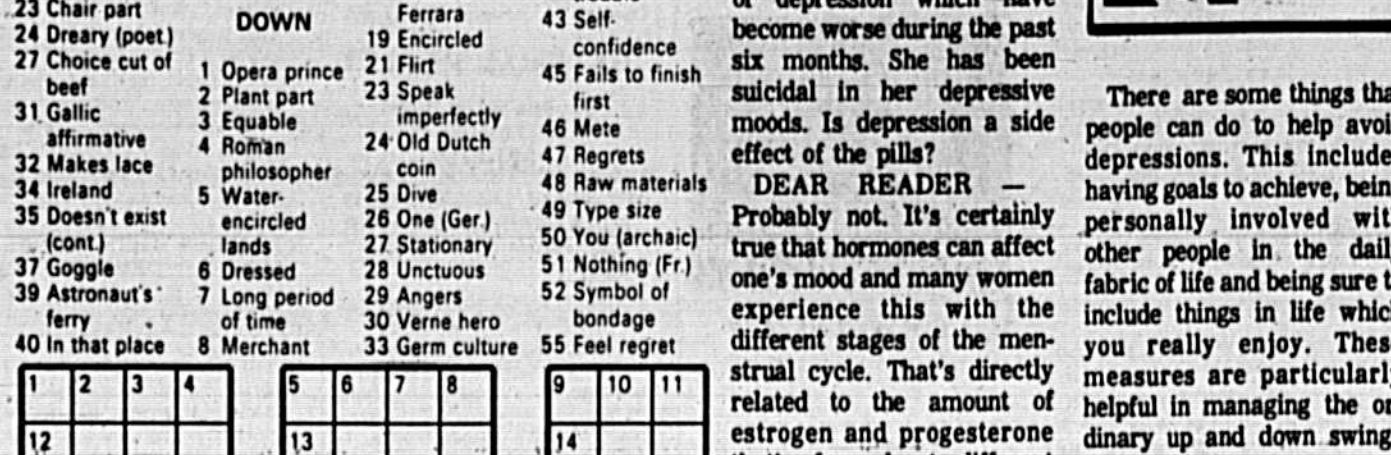 23 Chair part
24 Dreary (poet.)
27 Choice cut of
beef
31 Gallic
affirmative
32 Makes lace
34 Ireland
35 Doesn't exist
(cont.)
37 Goggle
39 Astronaut's
ferry
40 In that place
DOWN
1 Opera prince
2 Plant part
3 Equable
4 Roman
philosopher
5 Water-
encircled
lands
6 Dressed
7 Long period
of time
8 Merchant
Ferrara
19 Encircled
21 Flirt
23 Speak
imperfectly
24 Old Dutch
coin
25 Dive
26 One (Ger.)
27 Stationary
28 Unctuous
29 Angers
30 Verne hero
33 Germ culture
43 Self-
confidence
45 Fails to finish
first
46 Mete
47 Regrets
48 Raw materials
49 Type size
50 You (archaic)
51 Nothing (Fr.)
52 Symbol of
bondage
55 Feel regret
1 2 3 4 5 6 7 8 9 10 11
12 13 14
of depression which have
become worse during the past
six months. She has been
suicidal in her depressive
moods. Is depression a side
effect of the pills?
DEAR READER —
Probably not. It's certainly
true that hormones can affect
one's mood and many women
experience this with the
different stages of the men-
strual cycle. That's directly
related to the amount of
estrogen and progesterone
There are some things tha
people can do to help avoi
depressions. This include
having goals to achieve, bein
personally involved wit
other people in the dail
fabric of life and being sure t
include things in life whic
you really enjoy. Thes
measures are particularl
helpful in managing the or
dinary up and down swing